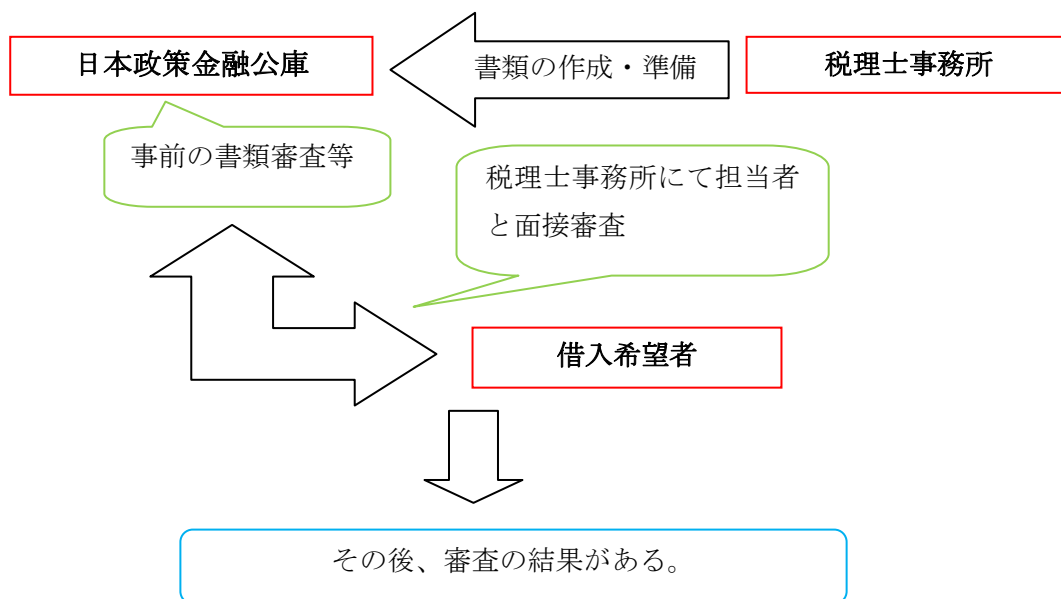 日本政策金融公庫
書類の作成・準備
税理士事務所
事前の書類審査等
税理士事務所にて担当者
と面接審査
借入希望者
その後、審査の結果がある。